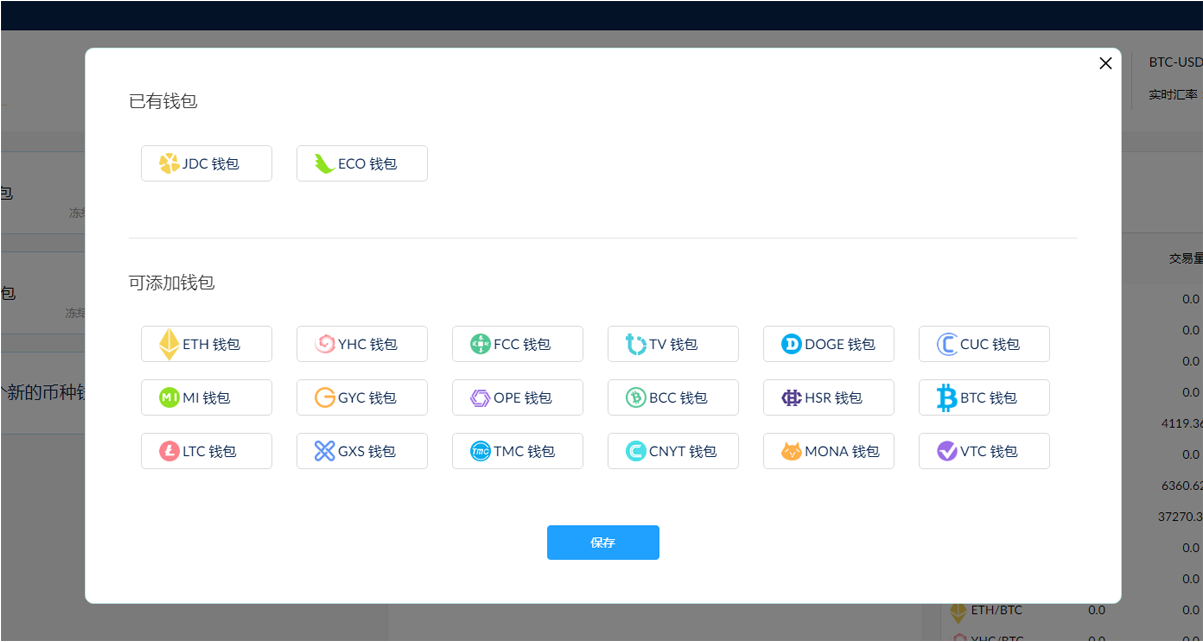 BTC-USD
实时汇率
已有钱包
JDC 钱包
ECO 钱包
包
冻结
可添加钱包
交易量
包
冻结
0.0
0.0
ETH 钱包
YHC 钱包
FCC 钱包
TV 钱包
DOGE 钱包
CUC 钱包
0.0
个新的币种钱
MI 钱包
GYC 钱包
OPE 钱包
BCC 钱包
HSR 钱包
BTC 钱包
0.0
4119.36
LTC 钱包
GXS 钱包
TMC 钱包
CNYT 钱包
MONA 钱包
VTC 钱包
0.0
6360.62
37270.3
保存
0.0
0.0
ETH/BTC 0.0 0.0
YHC/BTC 0.0 0.0